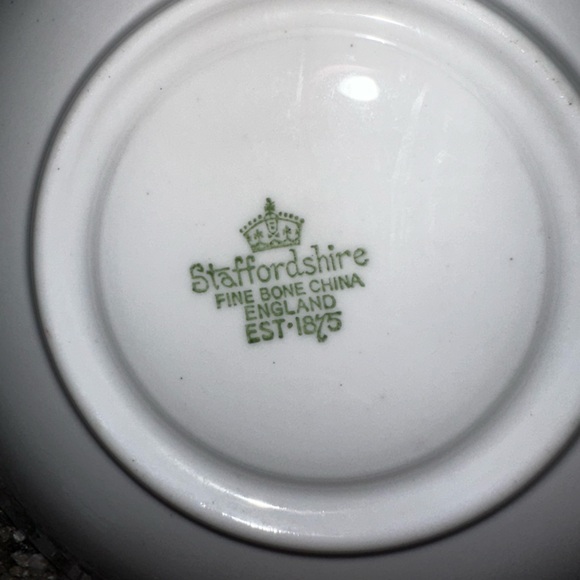 Staffordshire
FINE BONE CHINA
ENGLAND
EST·1875